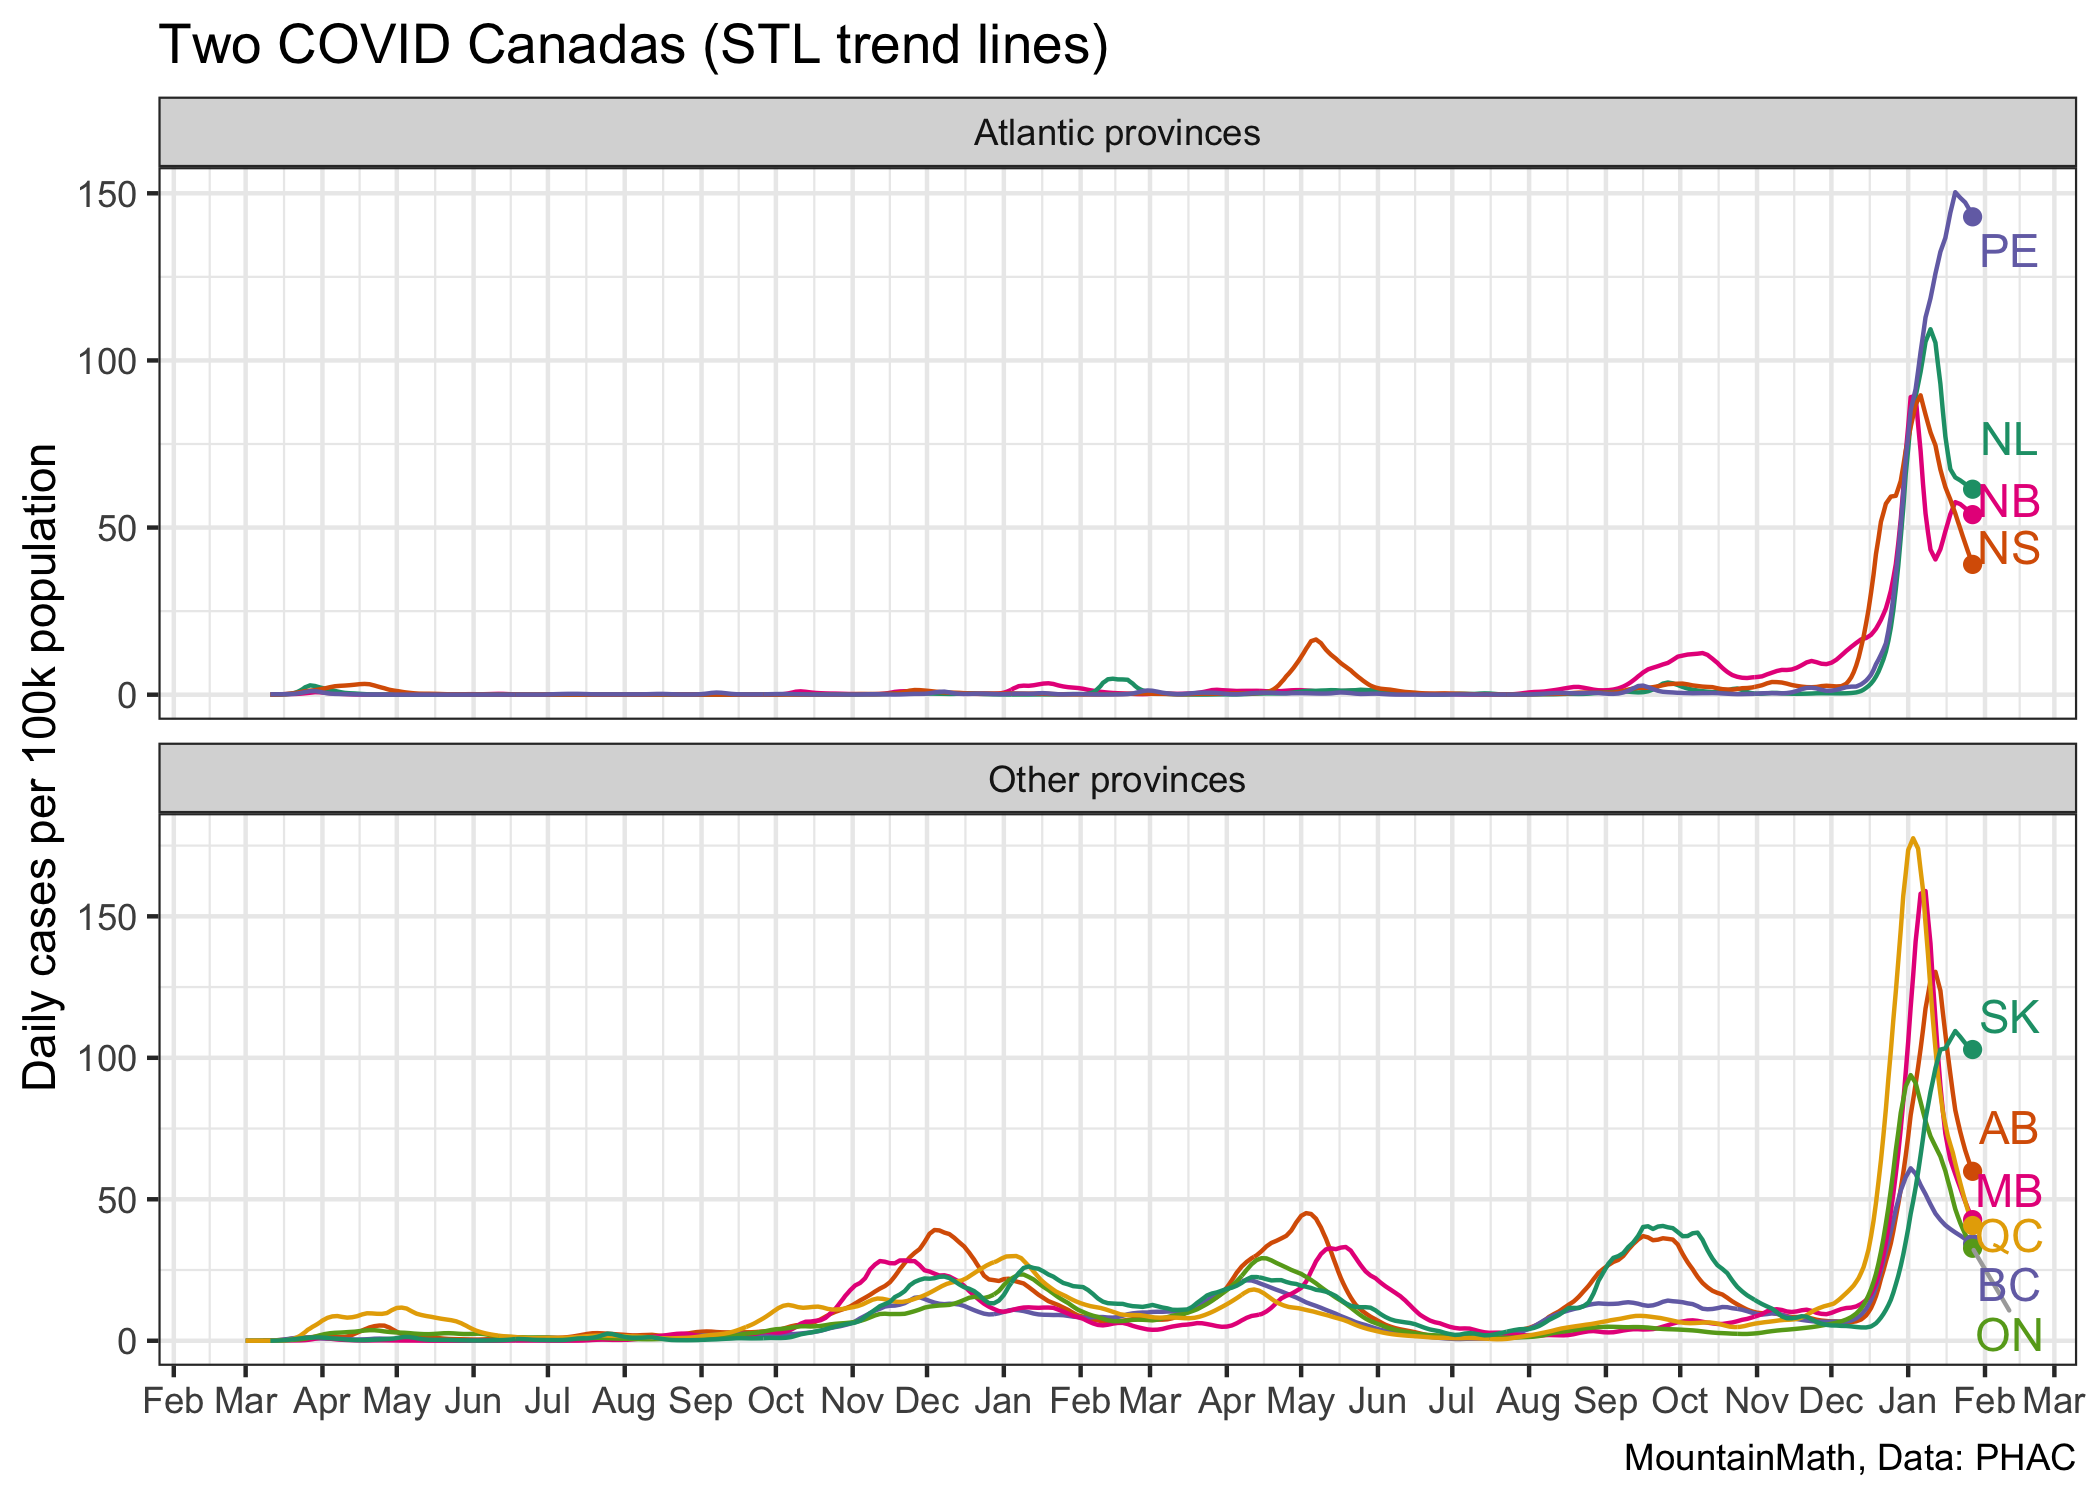 Two COVID Canadas (STL trend lines)
Atlantic provinces
150
100
50
0
PE
NL
NB
NS
Daily cases per 100k population
Other provinces
150
100
50
0
SK
AB
MB
QC
BC
ON
Feb Mar Apr May Jun Jul Aug Sep Oct Nov Dec Jan Feb Mar Apr May Jun Jul Aug Sep Oct Nov Dec Jan Feb Mar
MountainMath, Data: PHAC